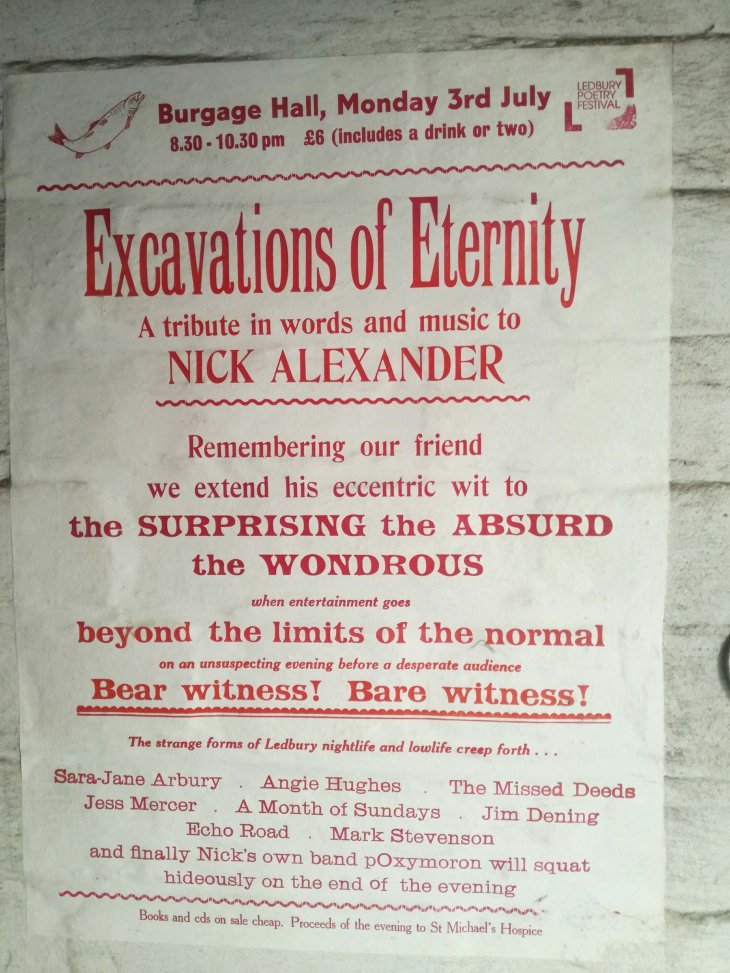 Burgage Hall, Monday 3rd July
8.30 - 10.30 pm £6 (includes a drink or two)
LEDBURY
POETRY
FESTIVAL
Excavations of Eternity
A tribute in words and music to
NICK ALEXANDER
Remembering our friend
we extend his eccentric wit to
the SURPRISING the ABSURD
the WONDROUS
when entertainment goes
beyond the limits of the normal
on an unsuspecting evening before a desperate audience
Bear witness! Bare witness!
The strange forms of Ledbury nightlife and lowlife creep forth . . .
Sara-Jane Arbury . Angie Hughes . The Missed Deeds
Jess Mercer . A Month of Sundays . Jim Dening
Echo Road . Mark Stevenson
and finally Nick's own band pOxymoron will squat
hideously on the end of the evening
Books and cds on sale cheap. Proceeds of the evening to St Michael's Hospice